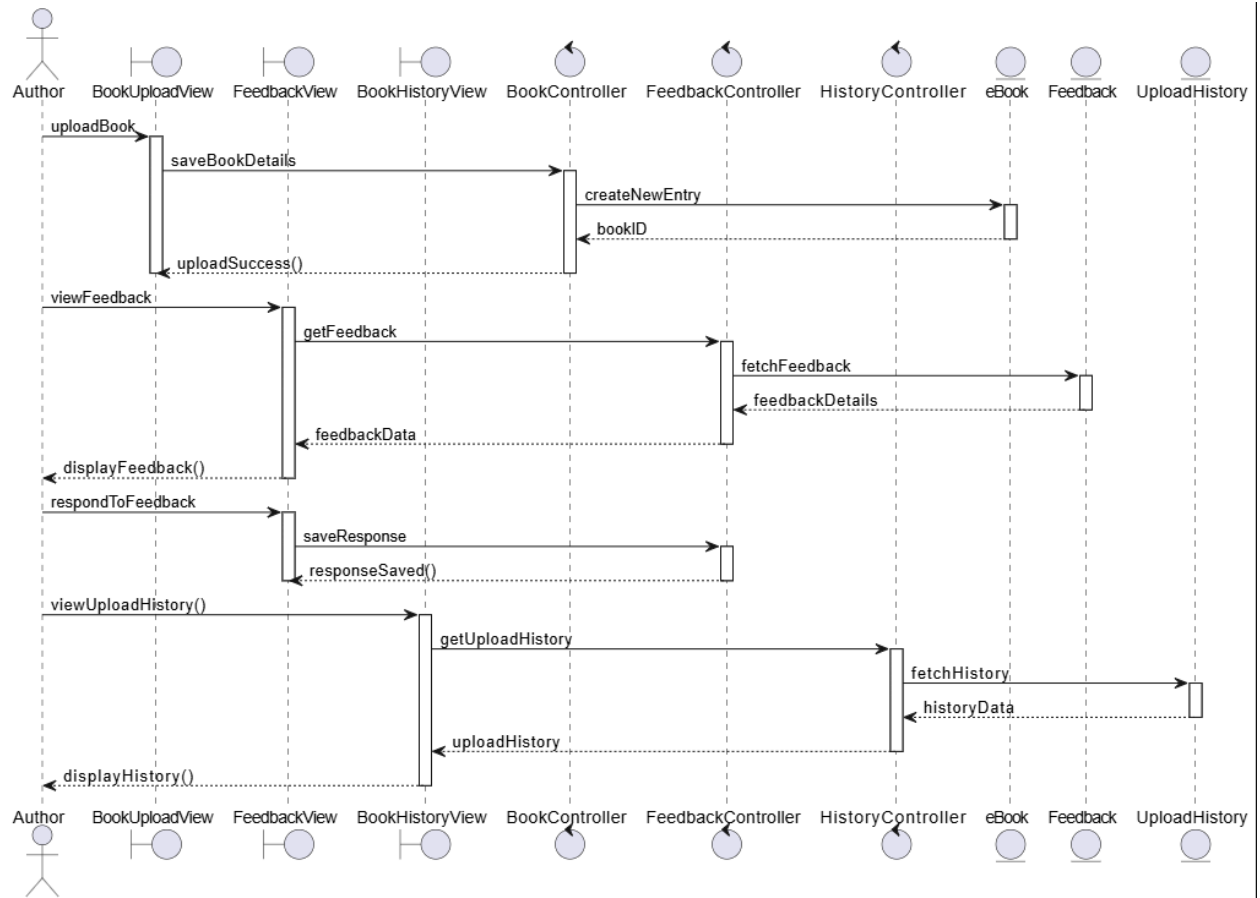 Author BookUploadView FeedbackView BookHistoryView BookController FeedbackController HistoryController eBook Feedback UploadHistory
uploadBook
saveBookDetails
createNewEntry
bookID
uploadSuccess()
viewFeedback
getFeedback
fetchFeedback
feedbackDetails
feedbackData
displayFeedback()
respondToFeedback
saveResponse
responseSaved()
viewUploadHistory()
getUploadHistory
fetchHistory
historyData
uploadHistory
displayHistory()
Author BookUploadView FeedbackView BookHistoryView BookController FeedbackController HistoryController eBook Feedback UploadHistory